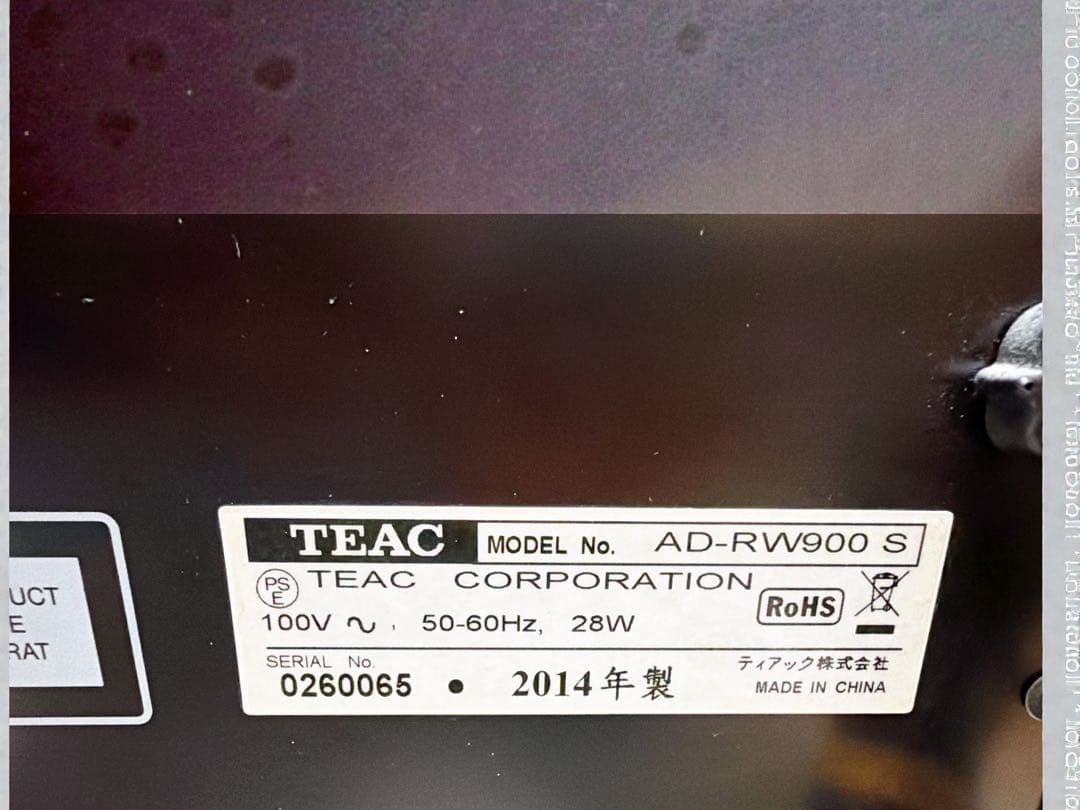 TEAC MODEL No. AD-RW900 S
PSE TEAC CORPORATION
RoHS
100V ～, 50-60Hz, 28W
SERIAL No.
0260065 ● 2014年製
ティアック株式会社
MADE IN CHINA
UCT
E
RAT